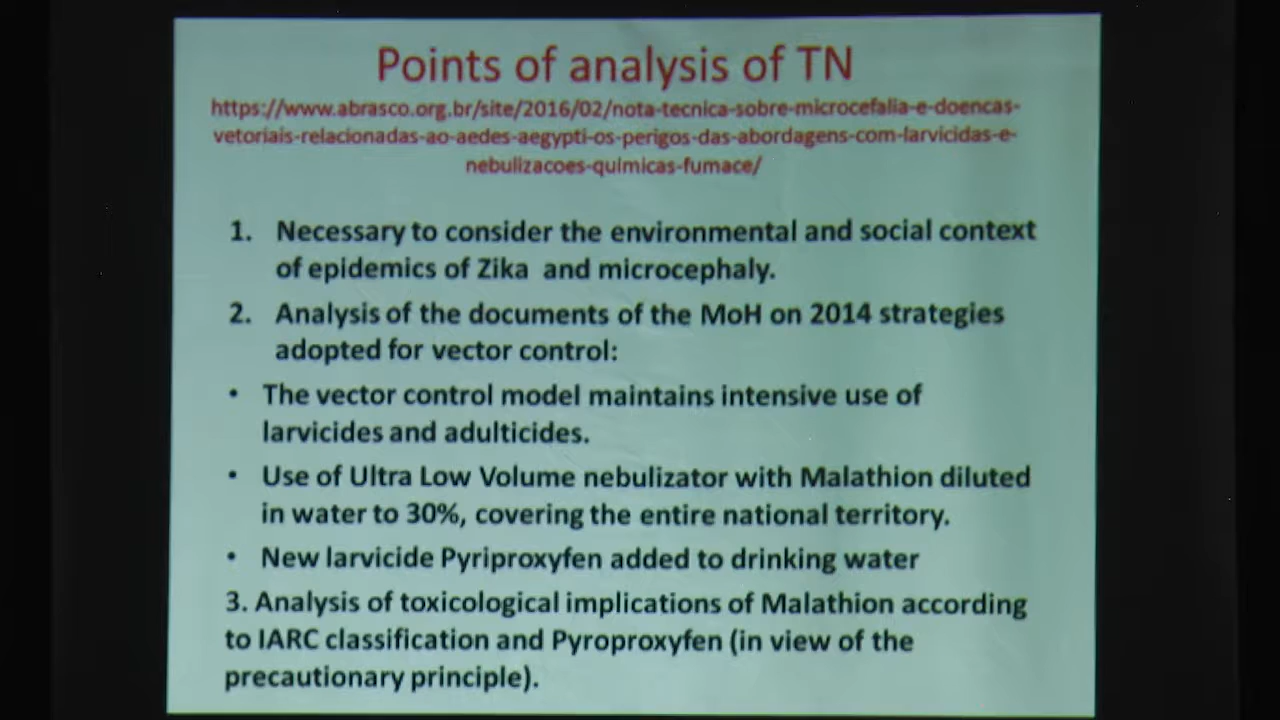 Points of analysis of TN
https://www.abrasco.org.br/site/2016/02/nota-tecnica-sobre-microcefalia-e-doencas-
vetoriais-relacionadas-ao-aedes-aegypti-os-perigos-das-abordagens-com-larvicidas-e-
nebulizacoes-quimicas-fumace/
1. Necessary to consider the environmental and social context
of epidemics of Zika and microcephaly.
2. Analysis of the documents of the MoH on 2014 strategies
adopted for vector control:
• The vector control model maintains intensive use of
larvicides and adulticides.
• Use of Ultra Low Volume nebulizator with Malathion diluted
in water to 30%, covering the entire national territory.
• New larvicide Pyriproxyfen added to drinking water
3. Analysis of toxicological implications of Malathion according
to IARC classification and Pyroproxyfen (in view of the
precautionary principle).